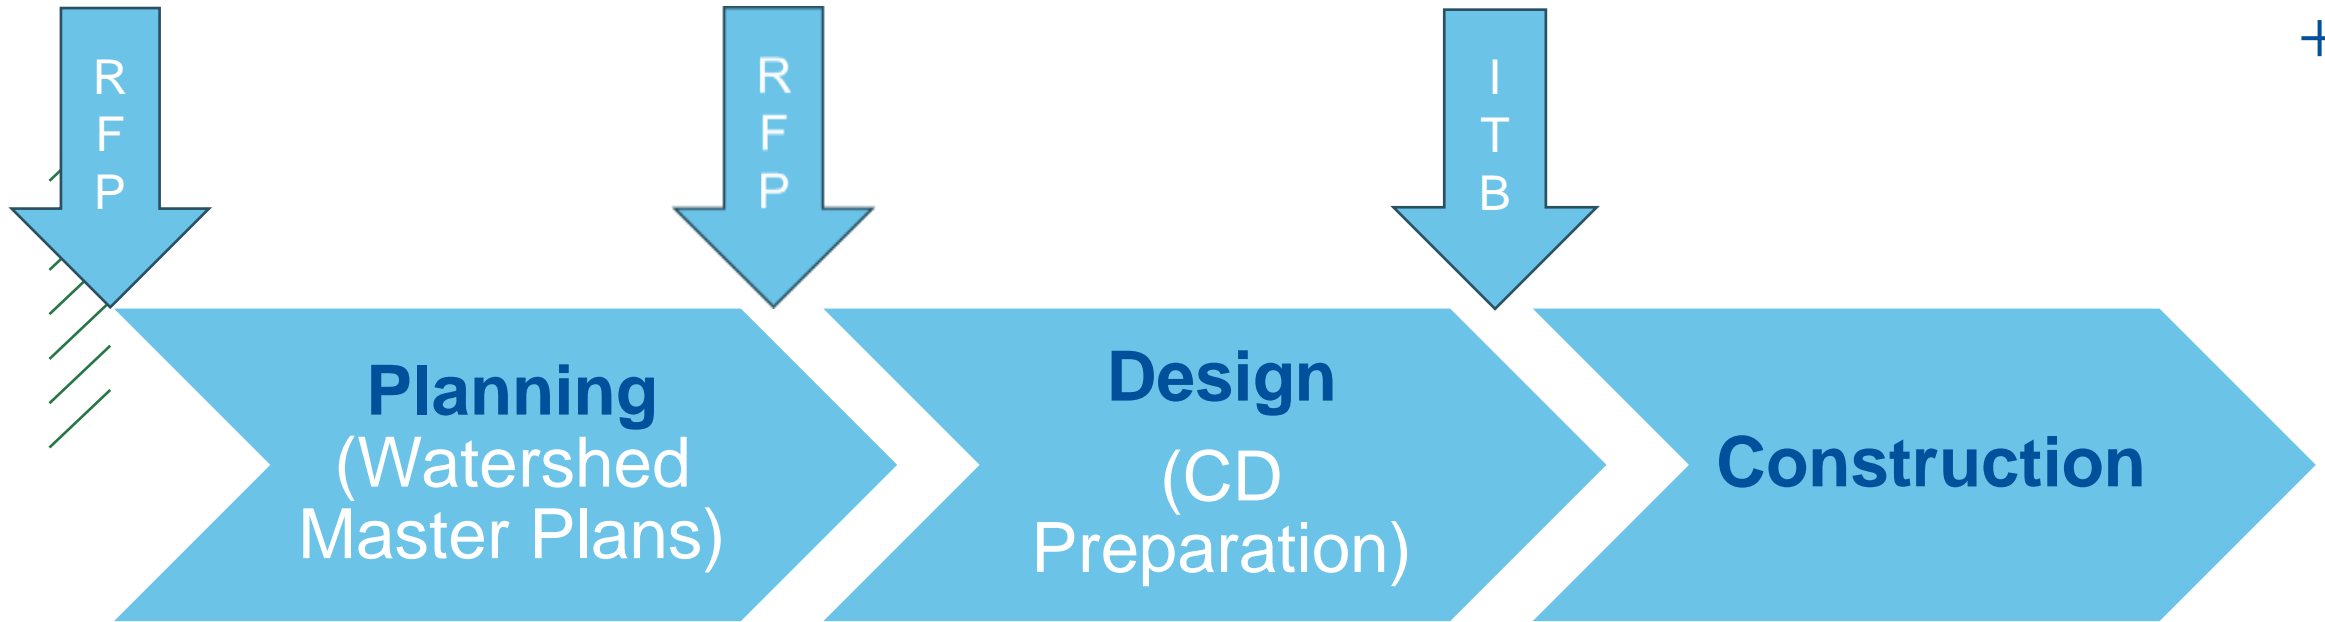 R
F
P
R
F
P
I
T
B
Planning
(Watershed
Master Plans)
Design
(CD
Preparation)
Construction